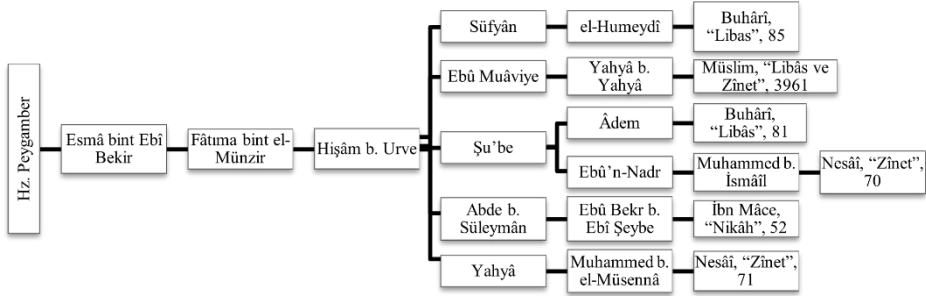 Hz. Peygamber
Esmâ bint Ebî
Bekir
Fâtıma bint el-
Münzir
Hişâm b. Urve
Süfyân
el-Humeydî
Buhârî,
“Libas”, 85
Ebû Muâviye
Yahyâ b.
Yahyâ
Müslim, “Libâs ve
Zînet”, 3961
Şu’be
Âdem
Buhârî,
“Libâs”, 81
Ebû’n-Nadr
Muhammed b.
İsmâîl
Nesâî, “Zînet”,
70
Abde b.
Süleymân
Ebû Bekr b.
Ebî Şeybe
İbn Mâce,
“Nikâh”, 52
Yahyâ
Muhammed b.
el-Müsennâ
Nesâî, “Zînet”,
71